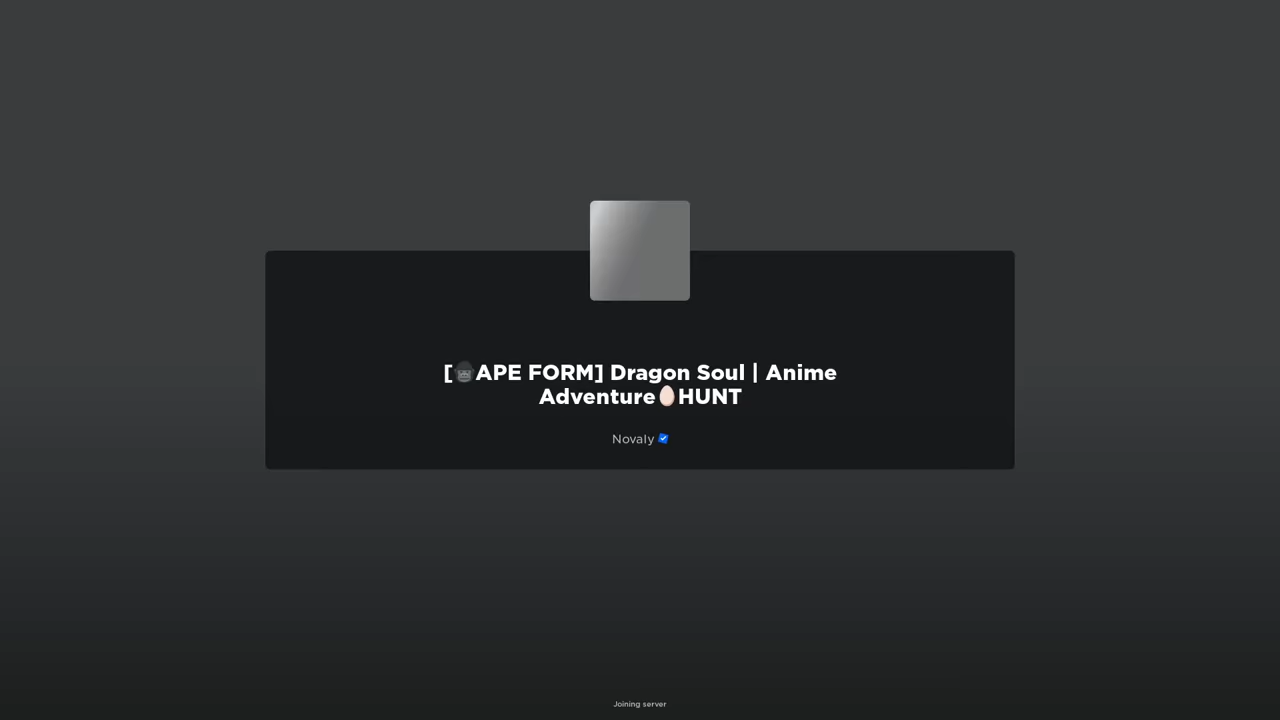 [🦍APE FORM] Dragon Soul | Anime
Adventure🥚HUNT
Novaly
Joining server